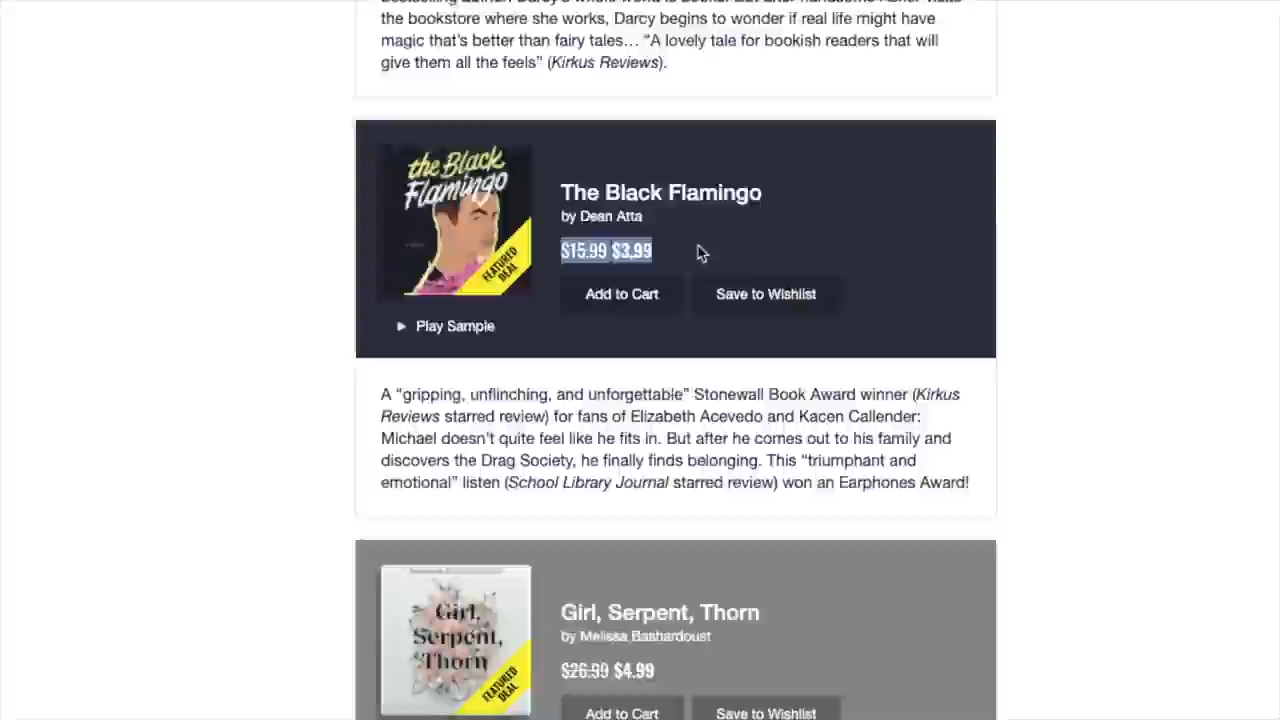 the bookstore where she works, Darcy begins to wonder if real life might have
magic that's better than fairy tales... “A lovely tale for bookish readers that will
give them all the feels” (Kirkus Reviews).
the Black
Flamingo
FEATURED
DEAL
The Black Flamingo
by Dean Atta
$15.99 $3.99
Add to Cart
Save to Wishlist
Play Sample
A “gripping, unflinching, and unforgettable” Stonewall Book Award winner (Kirkus
Reviews starred review) for fans of Elizabeth Acevedo and Kacen Callender:
Michael doesn't quite feel like he fits in. But after he comes out to his family and
discovers the Drag Society, he finally finds belonging. This “triumphant and
emotional” listen (School Library Journal starred review) won an Earphones Award!
Girl,
Serpent,
Thorn
FEATURED
DEAL
Girl, Serpent, Thorn
by Melissa Bashardoust
$26.99 $4.99
Add to Cart
Save to Wishlist